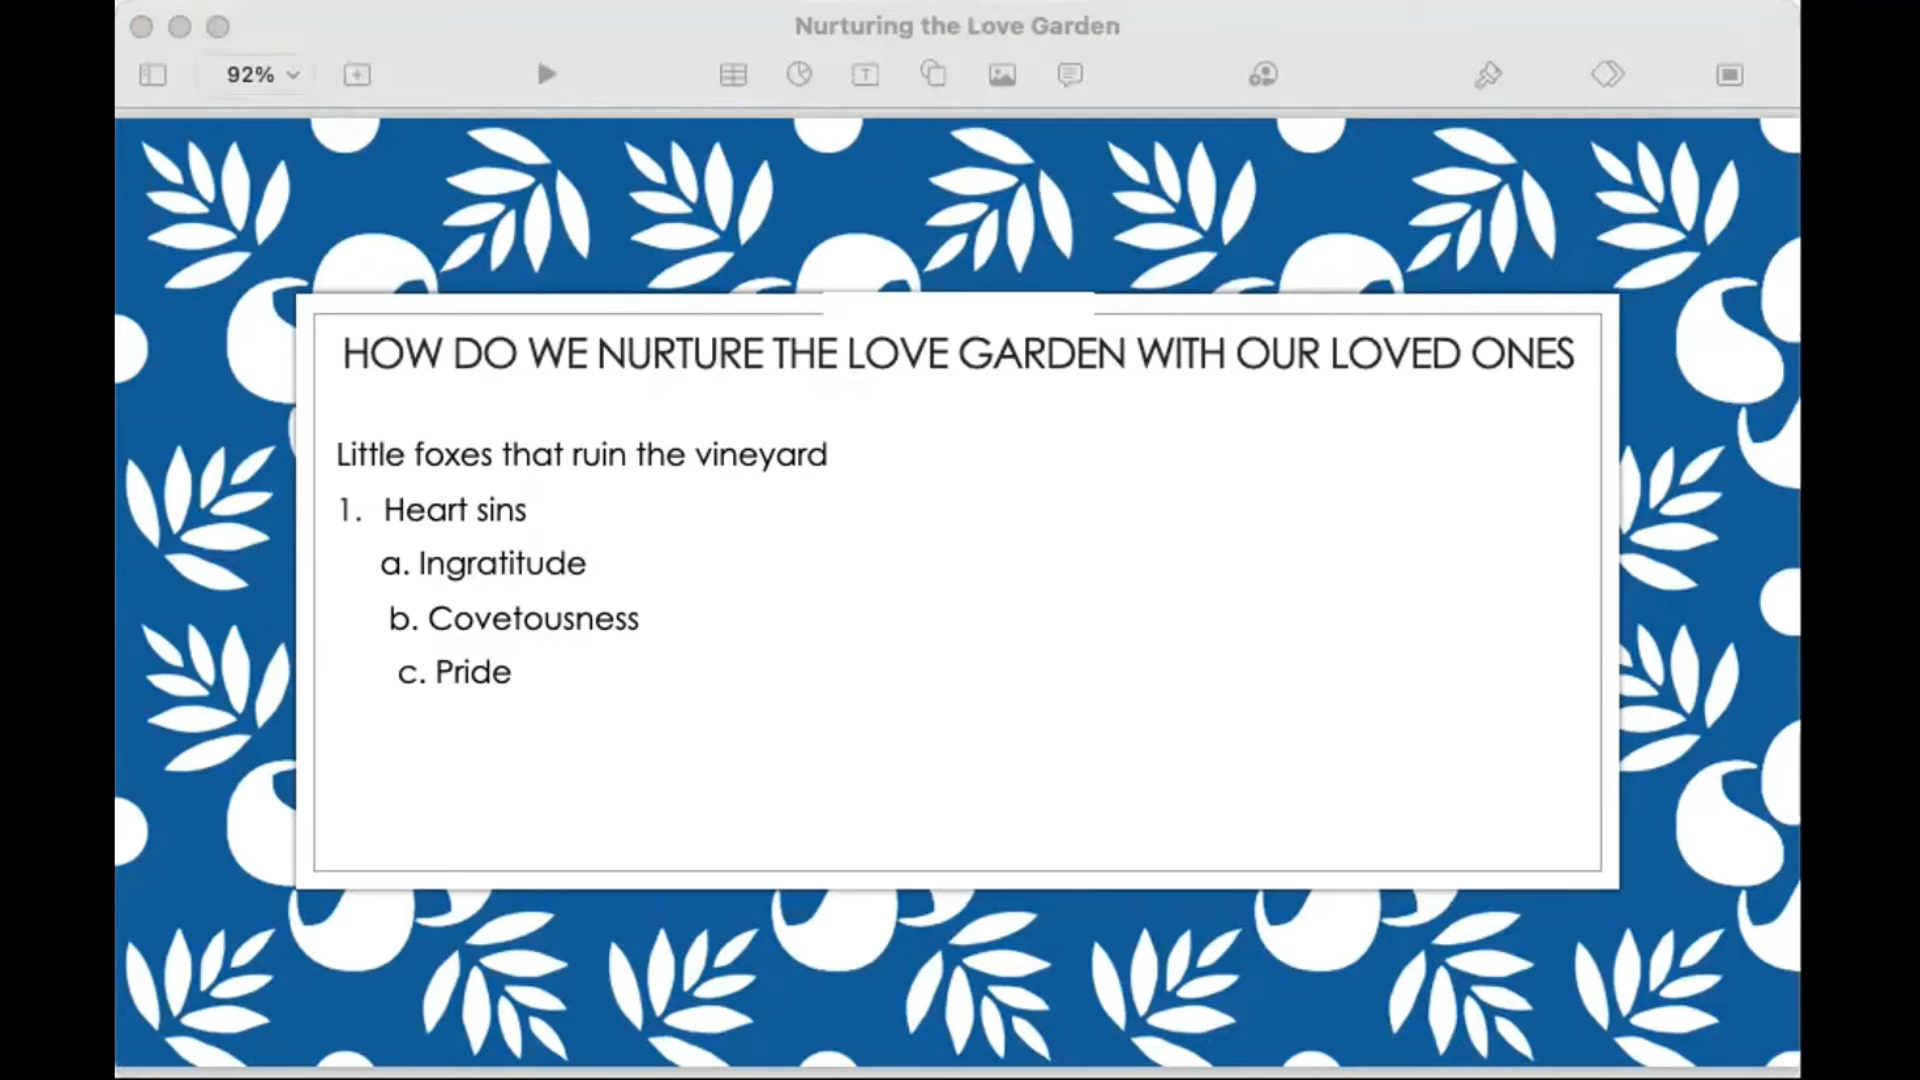 Nurturing the Love Garden
92%
HOW DO WE NURTURE THE LOVE GARDEN WITH OUR LOVED ONES
Little foxes that ruin the vineyard
1. Heart sins
a. Ingratitude
b. Covetousness
c. Pride